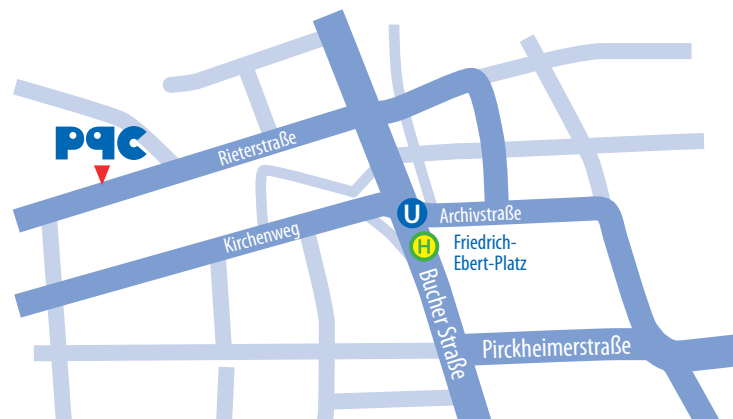 pqc
Rieterstraße
Kirchenweg
U
Archivstraße
H
Friedrich-
Ebert-Platz
Bucher Straße
Pirckheimerstraße